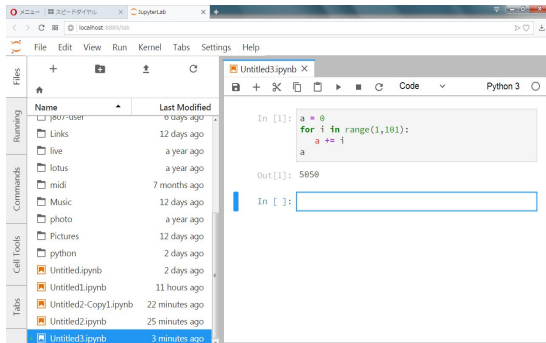 メニュー スピードダイヤル × JupyterLab × +
localhost:8889/lab
File Edit View Run Kernel Tabs Settings Help
Files
Running
Commands
Cell Tools
Tabs
Name Last Modified
j807-user 6 days ago
Links 12 days ago
live a year ago
lotus a year ago
midi 7 months ago
Music 12 days ago
photo a year ago
Pictures 12 days ago
python 2 days ago
Untitled.ipynb 2 days ago
Untitled1.ipynb 11 hours ago
Untitled2-Copy1.ipynb 22 minutes ago
Untitled2.ipynb 25 minutes ago
Untitled3.ipynb 3 minutes ago
Untitled3.ipynb ×
Code Python 3
In [1]: a = 0
for i in range(1,101):
a += i
a
Out[1]: 5050
In [ ]: